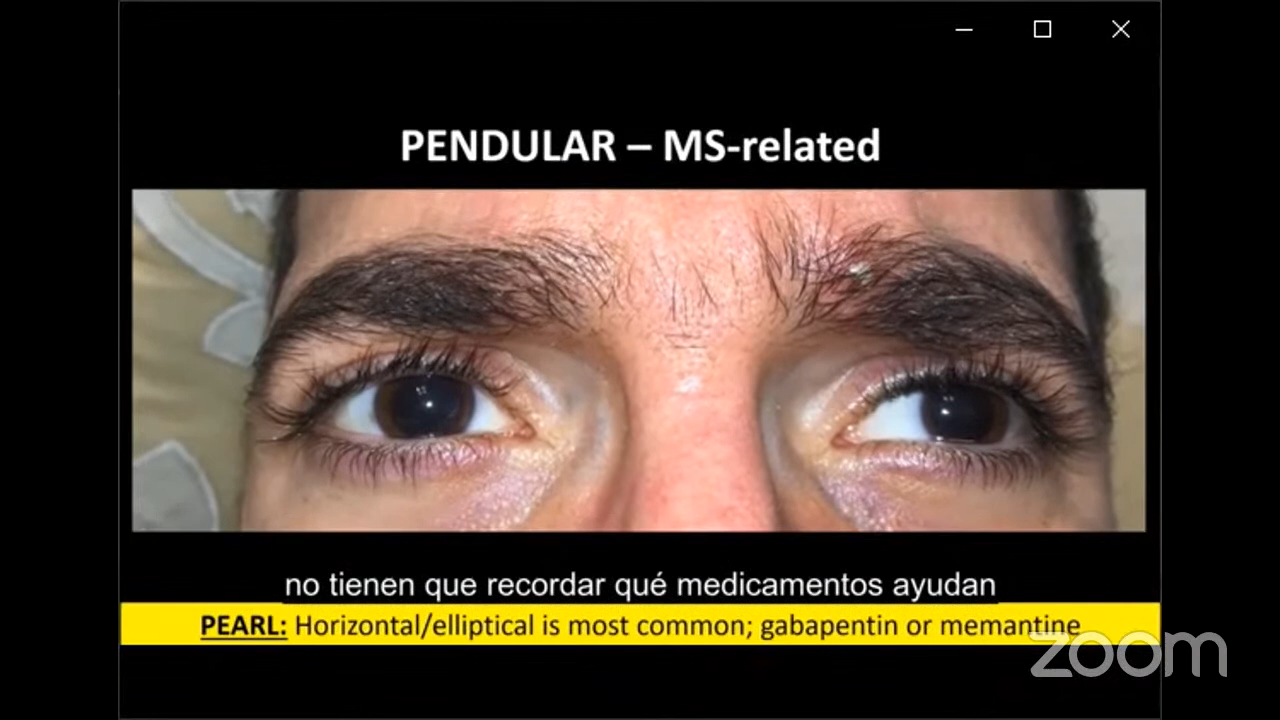 PENDULAR – MS-related
no tienen que recordar qué medicamentos ayudan
PEARL: Horizontal/elliptical is most common; gabapentin or memantine
zoom